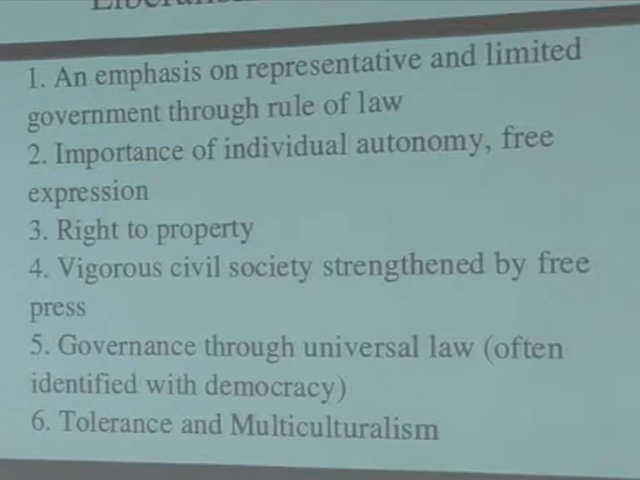 1. An emphasis on representative and limited
government through rule of law
2. Importance of individual autonomy, free
expression
3. Right to property
4. Vigorous civil society strengthened by free
press
5. Governance through universal law (often
identified with democracy)
6. Tolerance and Multiculturalism